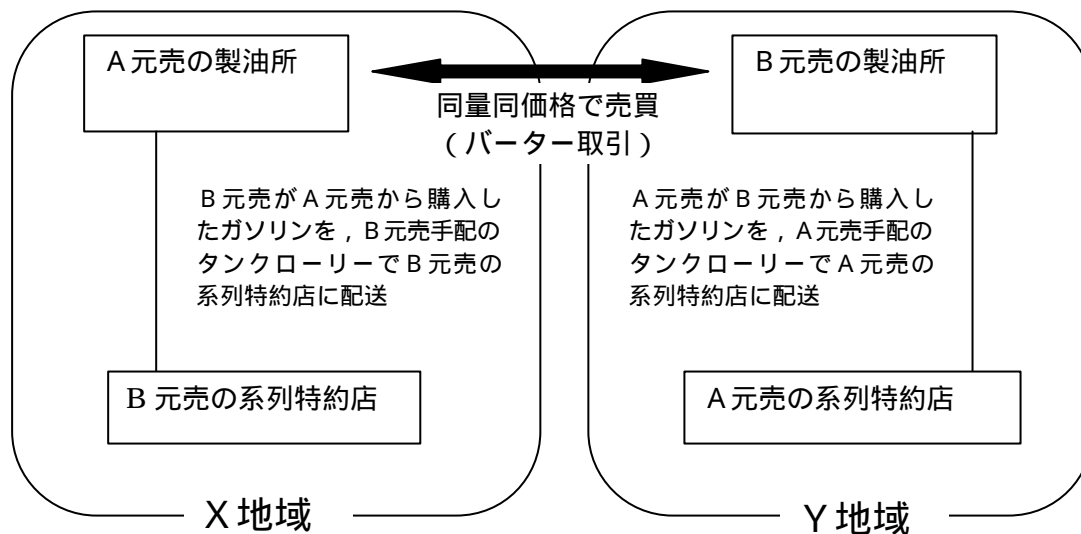 A元売の製油所
B元売の製油所
同量同価格で売買
(バーター取引)
B元売がA元売から購入し
たガソリンを,B元売手配の
タンクローリーでB元売の
系列特約店に配送
A元売がB元売から購入し
たガソリンを,A元売手配の
タンクローリーでA元売の
系列特約店に配送
B 元売の系列特約店
A元売の系列特約店
X地域
Y地域